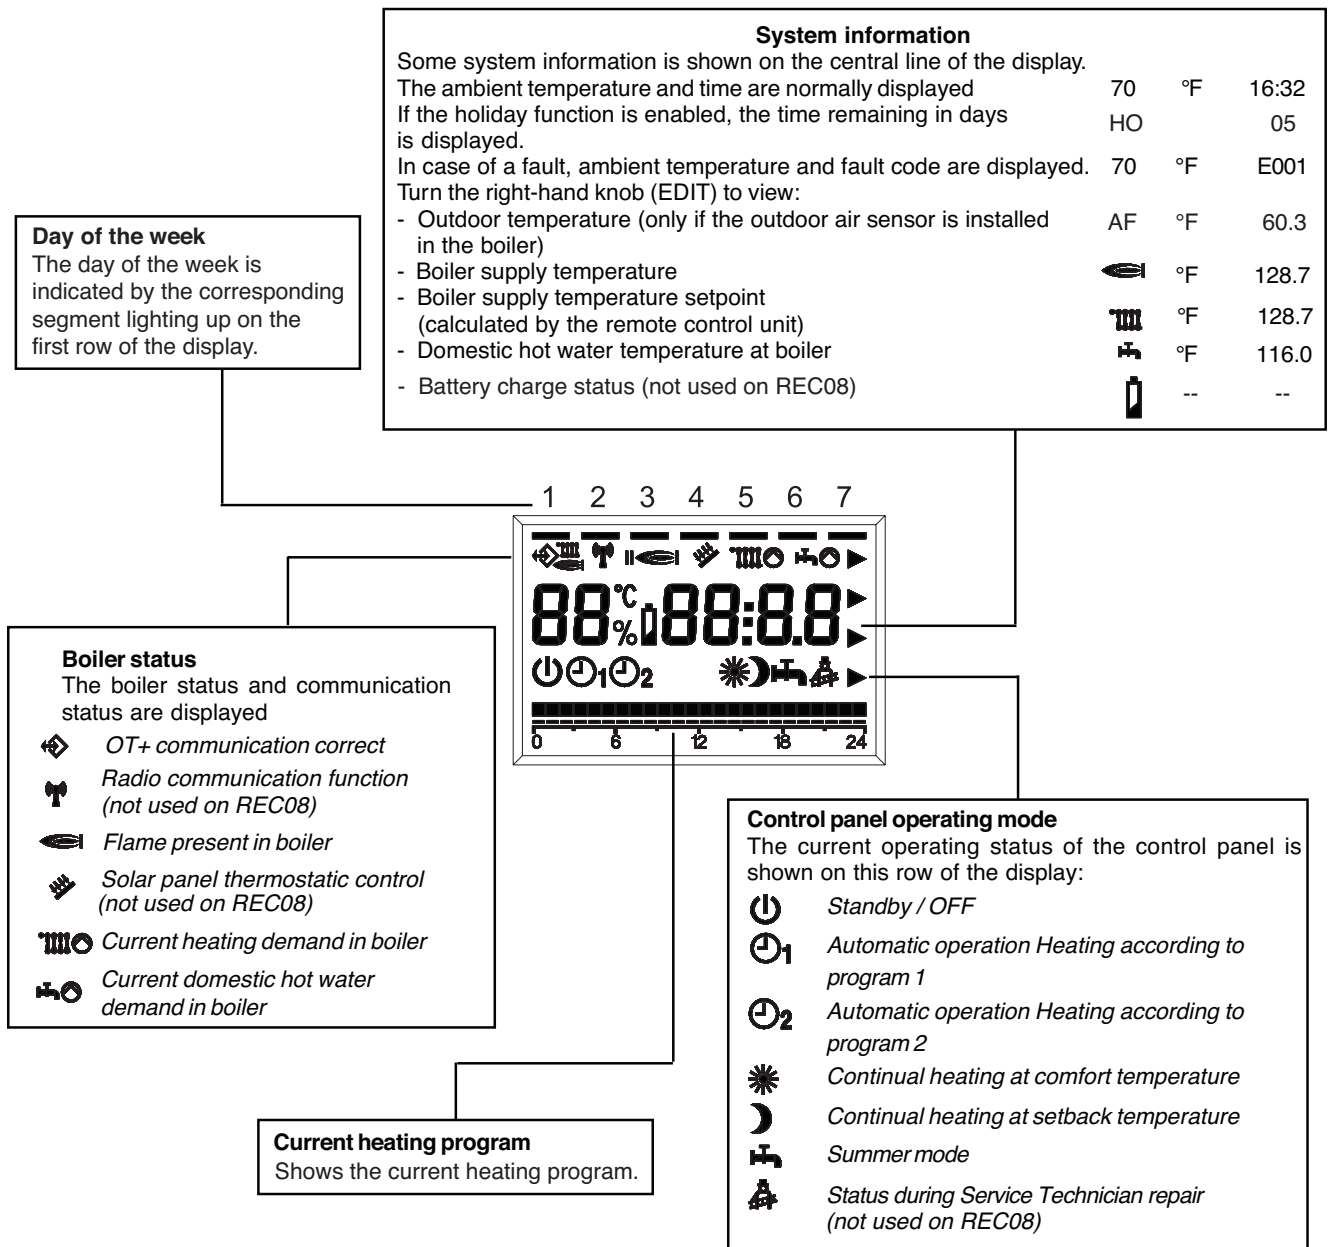 System information
Some system information is shown on the central line of the display.
The ambient temperature and time are normally displayed 70 °F 16:32
If the holiday function is enabled, the time remaining in days
is displayed. HO 05
In case of a fault, ambient temperature and fault code are displayed. 70 °F E001
Turn the right-hand knob (EDIT) to view:
- Outdoor temperature (only if the outdoor air sensor is installed
in the boiler) AF °F 60.3
- Boiler supply temperature °F 128.7
- Boiler supply temperature setpoint
(calculated by the remote control unit) °F 128.7
- Domestic hot water temperature at boiler °F 116.0
- Battery charge status (not used on REC08) -- --
Day of the week
The day of the week is
indicated by the corresponding
segment lighting up on the
first row of the display.
1 2 3 4 5 6 7
88 °C % 88:8.8
1 2
0 6 12 18 24
Boiler status
The boiler status and communication
status are displayed
OT+ communication correct
Radio communication function
(not used on REC08)
Flame present in boiler
Solar panel thermostatic control
(not used on REC08)
Current heating demand in boiler
Current domestic hot water
demand in boiler
Current heating program
Shows the current heating program.
Control panel operating mode
The current operating status of the control panel is
shown on this row of the display:
Standby / OFF
1 Automatic operation Heating according to
program 1
2 Automatic operation Heating according to
program 2
Continual heating at comfort temperature
Continual heating at setback temperature
Summer mode
Status during Service Technician repair
(not used on REC08)